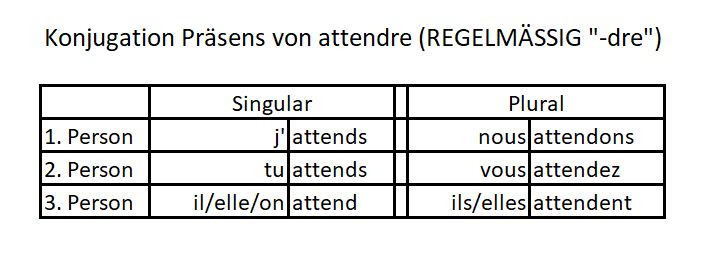 Konjugation Präsens von attendre (REGELMÄSSIG "-dre")
Singular Plural
1. Person j' attends nous attendons
2. Person tu attends vous attendez
3. Person il/elle/on attend ils/elles attendent